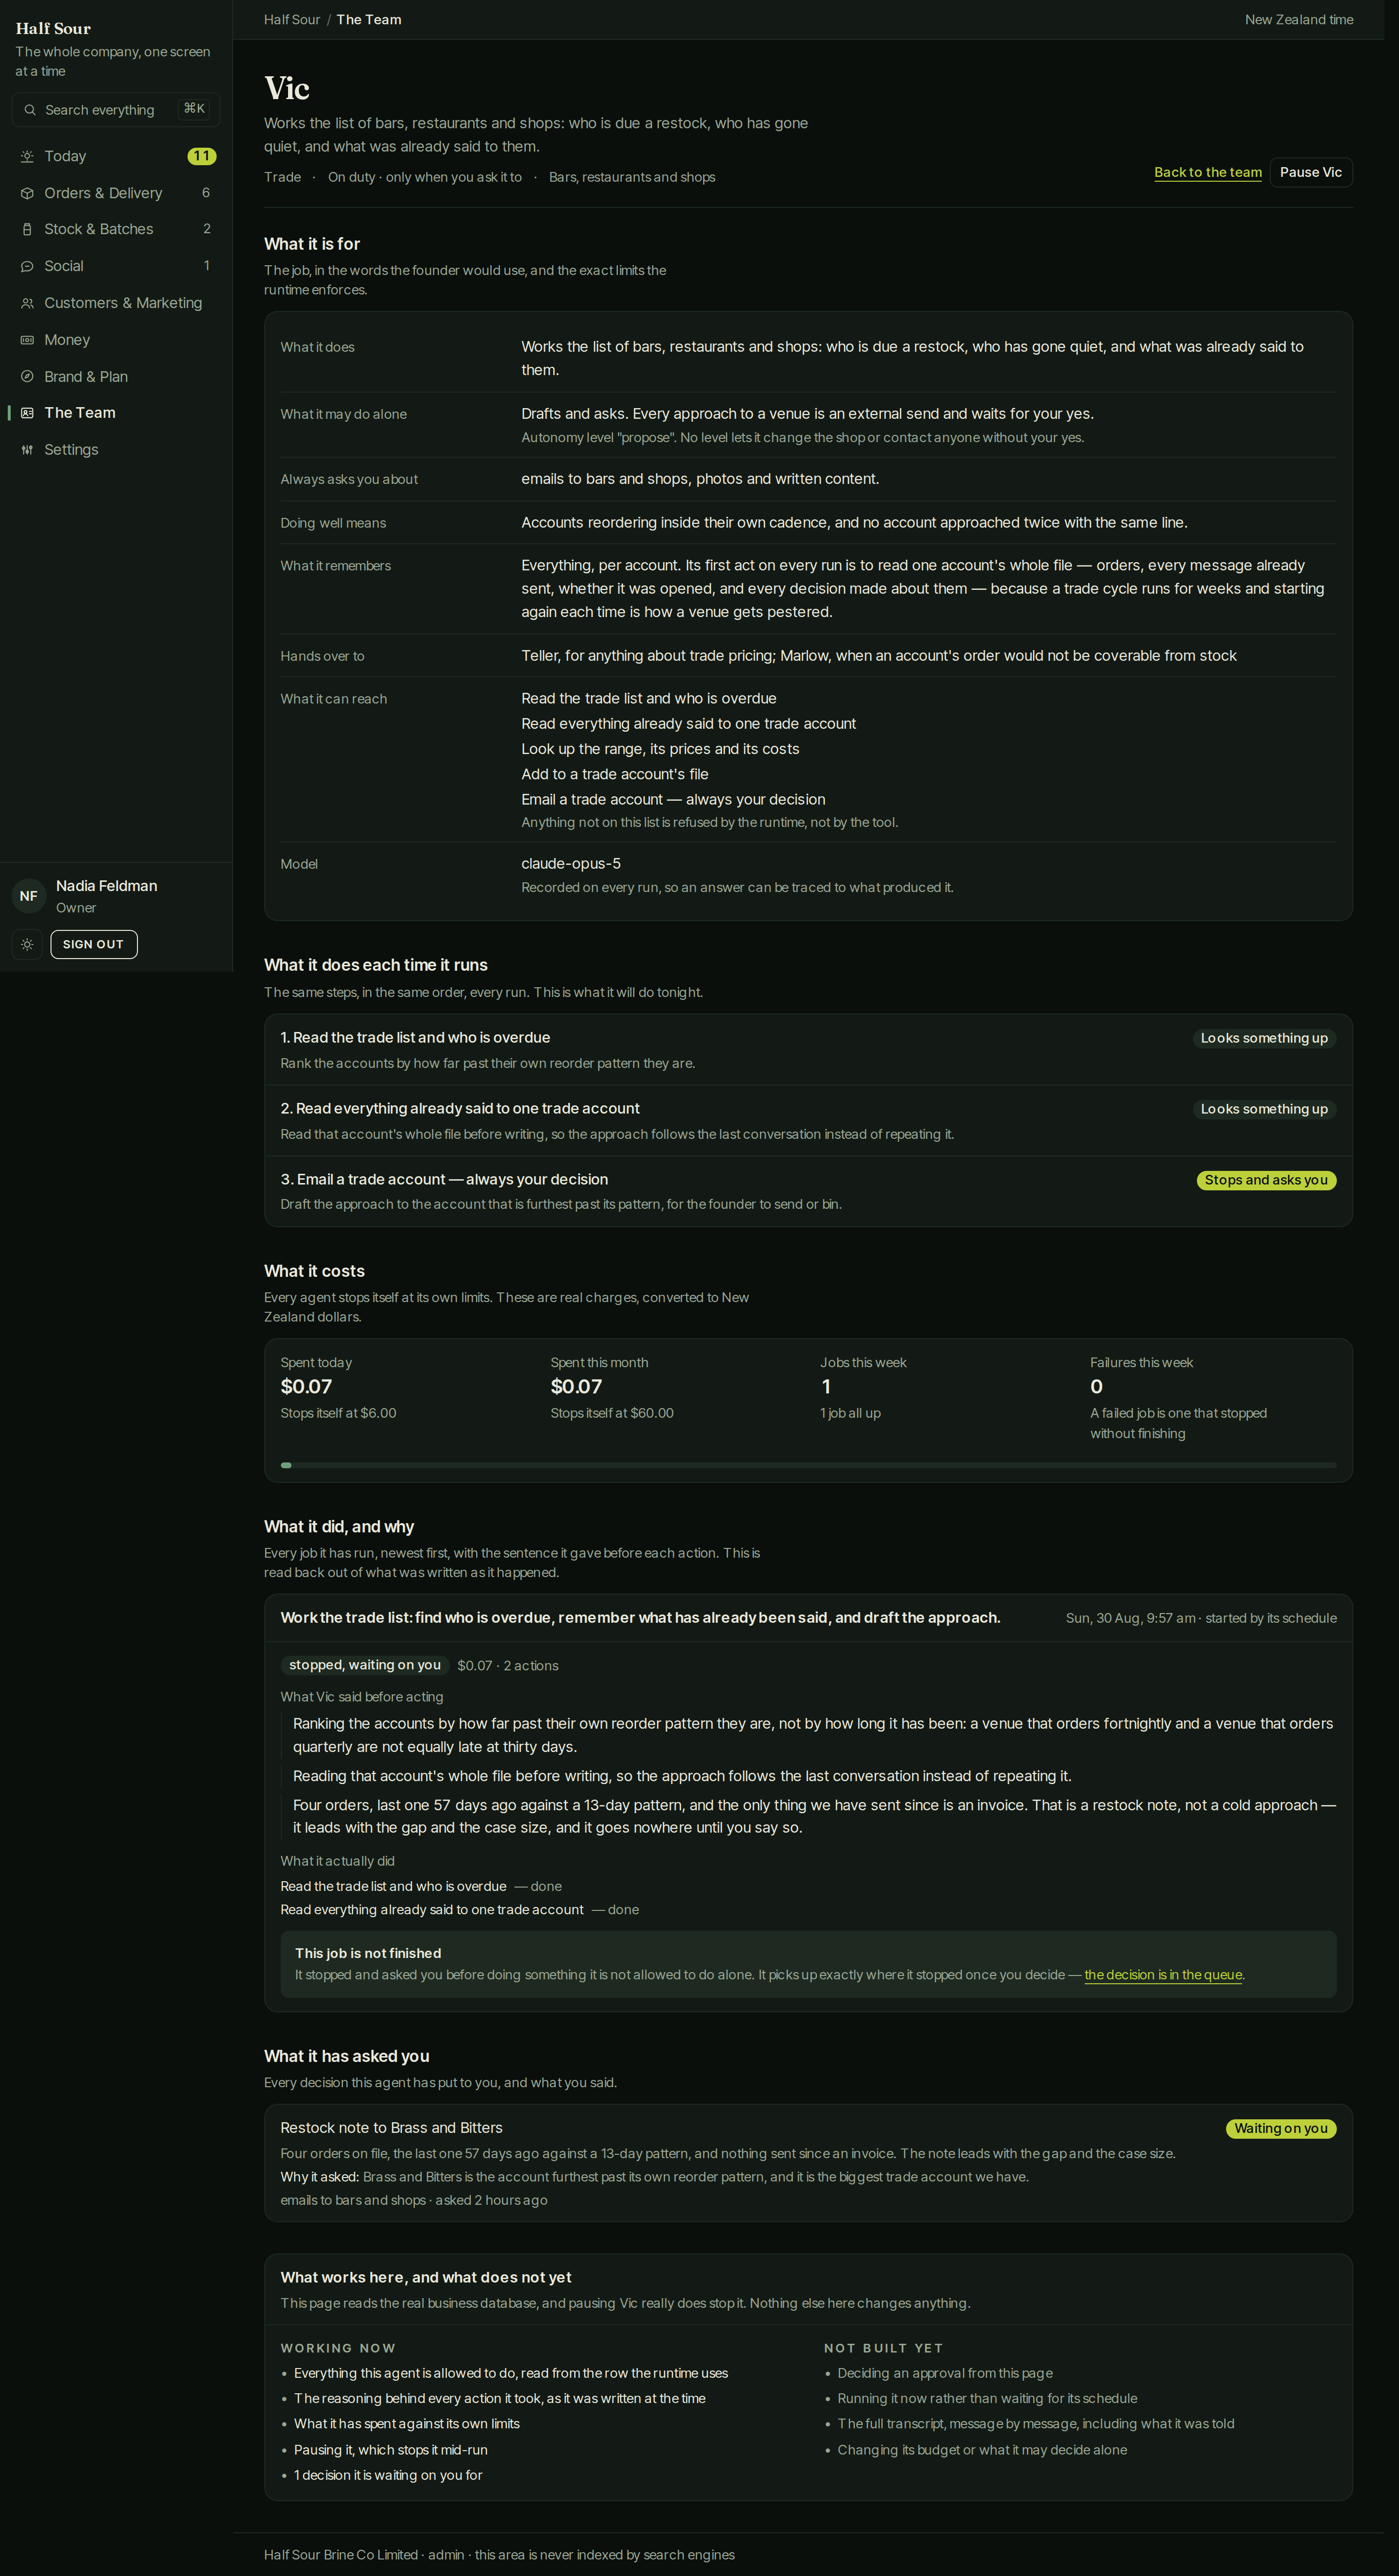 Half Sour
The whole company, one screen
at a time
Search everything ⌘K
Today 11
Orders & Delivery 6
Stock & Batches 2
Social 1
Customers & Marketing
Money
Brand & Plan
The Team
Settings
NF
Nadia Feldman
Owner
SIGN OUT
Half Sour / The Team
New Zealand time
Vic
Works the list of bars, restaurants and shops: who is due a restock, who has gone
quiet, and what was already said to them.
Trade · On duty · only when you ask it to · Bars, restaurants and shops
Back to the team
Pause Vic
What it is for
The job, in the words the founder would use, and the exact limits the
runtime enforces.
What it does
Works the list of bars, restaurants and shops: who is due a restock, who has gone quiet, and what was already said to
them.
What it may do alone
Drafts and asks. Every approach to a venue is an external send and waits for your yes.
Autonomy level "propose". No level lets it change the shop or contact anyone without your yes.
Always asks you about
emails to bars and shops, photos and written content.
Doing well means
Accounts reordering inside their own cadence, and no account approached twice with the same line.
What it remembers
Everything, per account. Its first act on every run is to read one account's whole file — orders, every message already
sent, whether it was opened, and every decision made about them — because a trade cycle runs for weeks and starting
again each time is how a venue gets pestered.
Hands over to
Teller, for anything about trade pricing; Marlow, when an account's order would not be coverable from stock
What it can reach
Read the trade list and who is overdue
Read everything already said to one trade account
Look up the range, its prices and its costs
Add to a trade account's file
Email a trade account — always your decision
Anything not on this list is refused by the runtime, not by the tool.
Model
claude-opus-5
Recorded on every run, so an answer can be traced to what produced it.
What it does each time it runs
The same steps, in the same order, every run. This is what it will do tonight.
1. Read the trade list and who is overdue
Looks something up
Rank the accounts by how far past their own reorder pattern they are.
2. Read everything already said to one trade account
Looks something up
Read that account's whole file before writing, so the approach follows the last conversation instead of repeating it.
3. Email a trade account — always your decision
Stops and asks you
Draft the approach to the account that is furthest past its pattern, for the founder to send or bin.
What it costs
Every agent stops itself at its own limits. These are real charges, converted to New
Zealand dollars.
Spent today
$0.07
Stops itself at $6.00
Spent this month
$0.07
Stops itself at $60.00
Jobs this week
1
1 job all up
Failures this week
0
A failed job is one that stopped
without finishing
What it did, and why
Every job it has run, newest first, with the sentence it gave before each action. This is
read back out of what was written as it happened.
Work the trade list: find who is overdue, remember what has already been said, and draft the approach.
Sun, 30 Aug, 9:57 am · started by its schedule
stopped, waiting on you
$0.07 · 2 actions
What Vic said before acting
Ranking the accounts by how far past their own reorder pattern they are, not by how long it has been: a venue that orders fortnightly and a venue that orders
quarterly are not equally late at thirty days.
Reading that account's whole file before writing, so the approach follows the last conversation instead of repeating it.
Four orders, last one 57 days ago against a 13-day pattern, and the only thing we have sent since is an invoice. That is a restock note, not a cold approach —
it leads with the gap and the case size, and it goes nowhere until you say so.
What it actually did
Read the trade list and who is overdue — done
Read everything already said to one trade account — done
This job is not finished
It stopped and asked you before doing something it is not allowed to do alone. It picks up exactly where it stopped once you decide — the decision is in the queue.
What it has asked you
Every decision this agent has put to you, and what you said.
Restock note to Brass and Bitters
Waiting on you
Four orders on file, the last one 57 days ago against a 13-day pattern, and nothing sent since an invoice. The note leads with the gap and the case size.
Why it asked: Brass and Bitters is the account furthest past its own reorder pattern, and it is the biggest trade account we have.
emails to bars and shops · asked 2 hours ago
What works here, and what does not yet
This page reads the real business database, and pausing Vic really does stop it. Nothing else here changes anything.
WORKING NOW
• Everything this agent is allowed to do, read from the row the runtime uses
• The reasoning behind every action it took, as it was written at the time
• What it has spent against its own limits
• Pausing it, which stops it mid-run
• 1 decision it is waiting on you for
NOT BUILT YET
• Deciding an approval from this page
• Running it now rather than waiting for its schedule
• The full transcript, message by message, including what it was told
• Changing its budget or what it may decide alone
Half Sour Brine Co Limited · admin · this area is never indexed by search engines